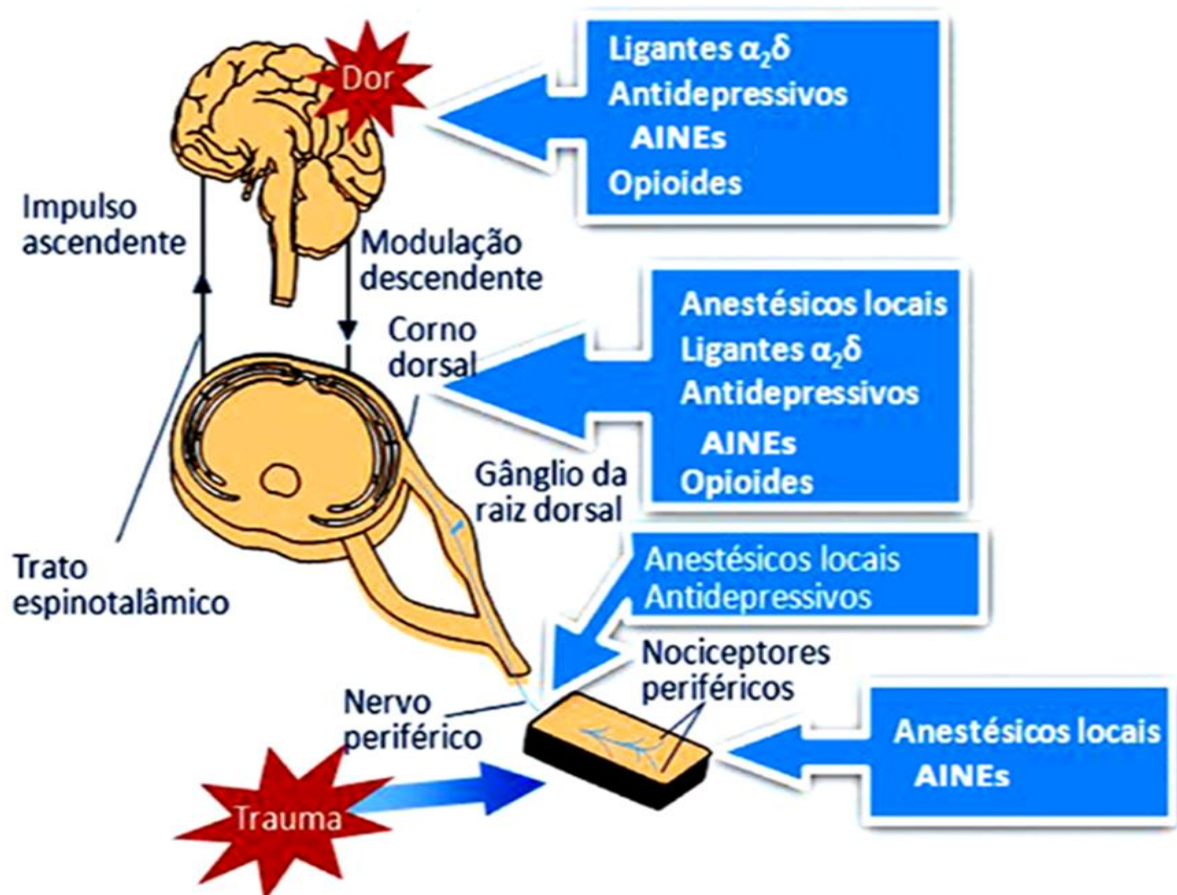 Dor
Ligantes α₂δ
Antidepressivos
AINEs
Opioides
Impulso
ascendente
Modulação
descendente
Corno
dorsal
Anestésicos locais
Ligantes α₂δ
Antidepressivos
AINEs
Opioides
Gânglio da
raiz dorsal
Trato
espinotalâmico
Anestésicos locais
Antidepressivos
Nociceptores
periféricos
Nervo
periférico
Anestésicos locais
AINEs
Trauma